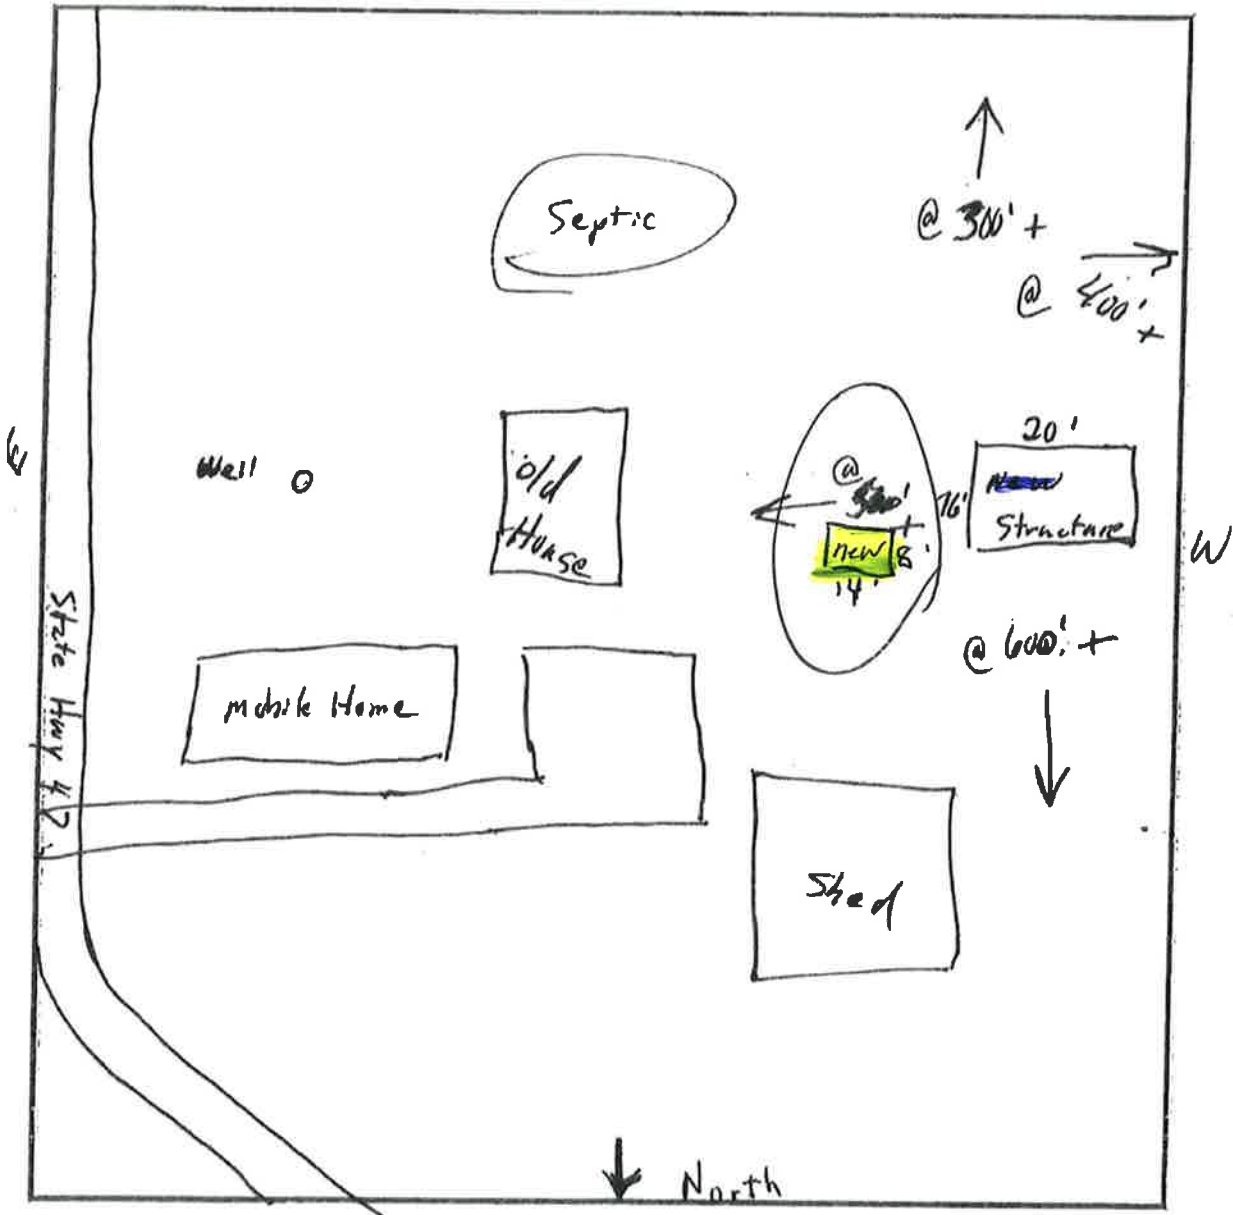 Septic
@ 300' +
@ 400' +
Well
Old
House
@
500'
+
new
8'
14'
20'
16'
Structure
W
@ 600' +
State Hwy 47
Mobile Home
Shed
North